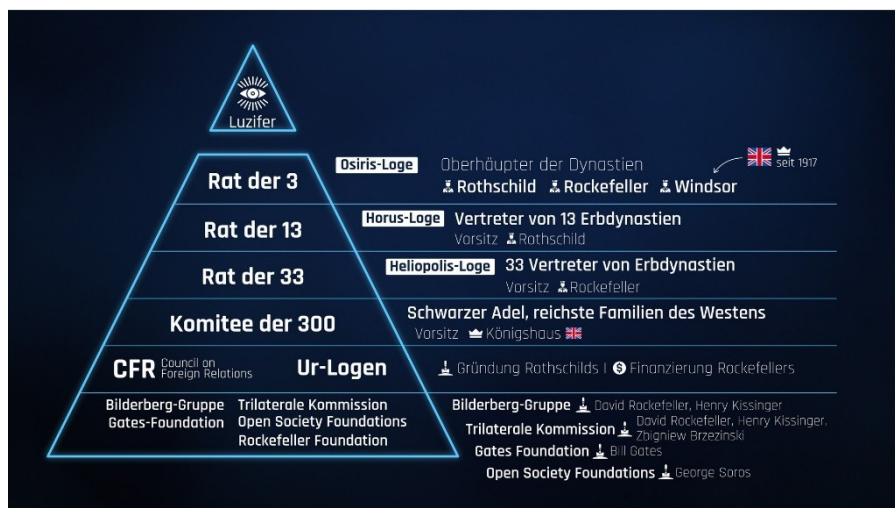 Luzifer
Rat der 3
Osiris-Loge
Oberhäupter der Dynastien
Rothschild Rockefeller Windsor
seit 1917
Rat der 13
Horus-Loge
Vertreter von 13 Erbdynastien
Vorsitz Rothschild
Rat der 33
Heliopolis-Loge
33 Vertreter von Erbdynastien
Vorsitz Rockefeller
Komitee der 300
Schwarzer Adel, reichste Familien des Westens
Vorsitz Königshaus
CFR Council on
Foreign Relations
Ur-Logen
Gründung Rothschilds | Finanzierung Rockefellers
Bilderberg-Gruppe
Gates-Foundation
Trilaterale Kommission
Open Society Foundations
Rockefeller Foundation
Bilderberg-Gruppe David Rockefeller, Henry Kissinger
Trilaterale Kommission David Rockefeller, Henry Kissinger,
Zbigniew Brzezinski
Gates Foundation Bill Gates
Open Society Foundations George Soros